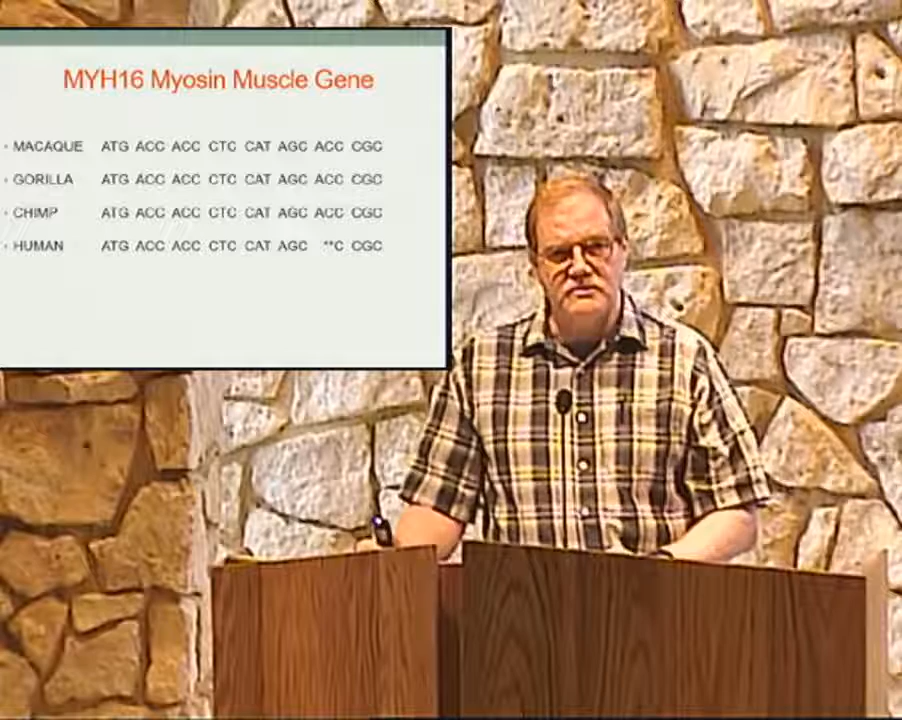 MYH16 Myosin Muscle Gene
· MACAQUE ATG ACC ACC CTC CAT AGC ACC CGC
· GORILLA ATG ACC ACC CTC CAT AGC ACC CGC
· CHIMP ATG ACC ACC CTC CAT AGC ACC CGC
· HUMAN ATG ACC ACC CTC CAT AGC **C CGC